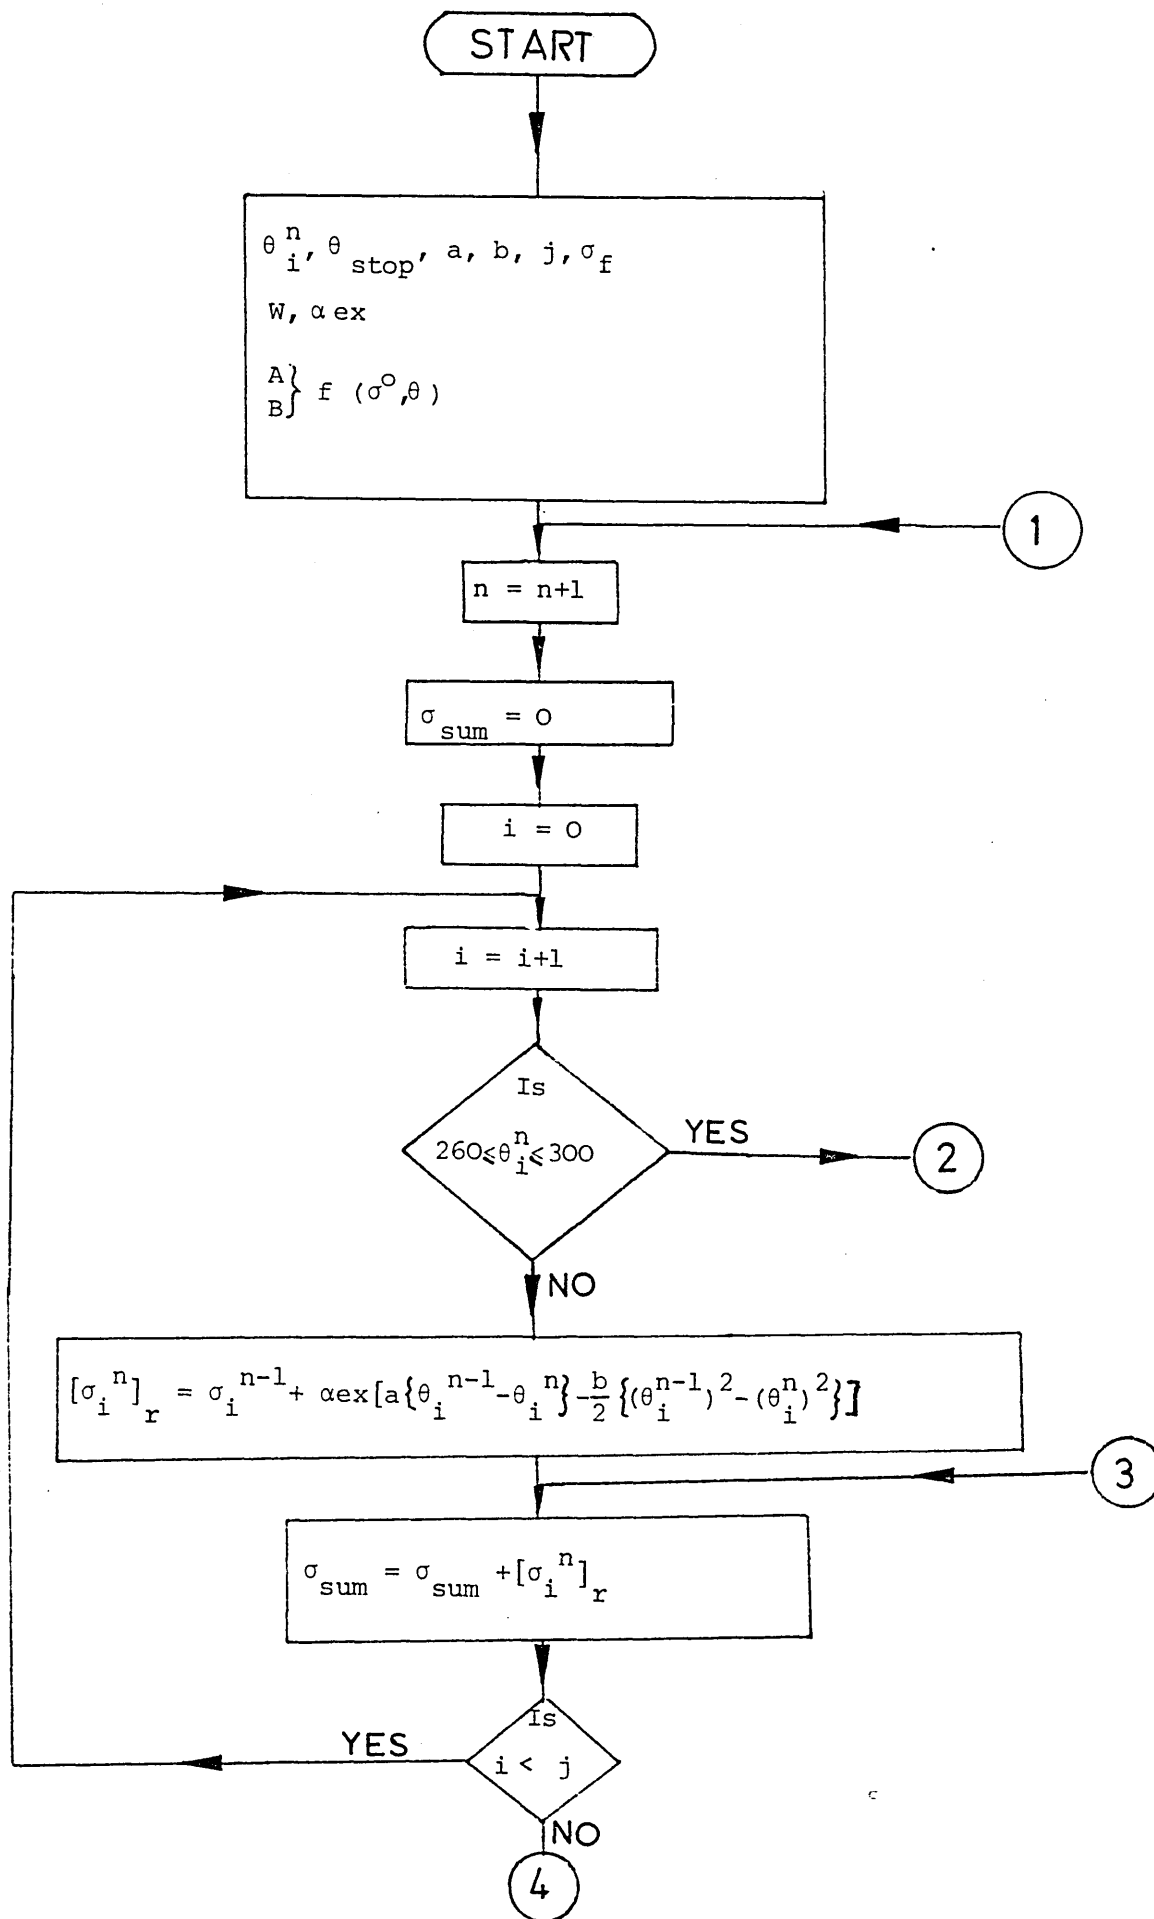 START
θ_i^n, θ_stop, a, b, j, σ_f
W, αex
A
B} f (σ^o,θ)
1
n = n+1
σ_sum = 0
i = 0
i = i+1
Is
260≤θ_i^n≤300
YES
2
NO
[σ_i^n]_r = σ_i^{n-1}+ αex[a{θ_i^{n-1}-θ_i^n}-b/2{(θ_i^{n-1})^2-(θ_i^n)^2}]
3
σ_sum = σ_sum +[σ_i^n]_r
Is
YES
i < j
NO
4